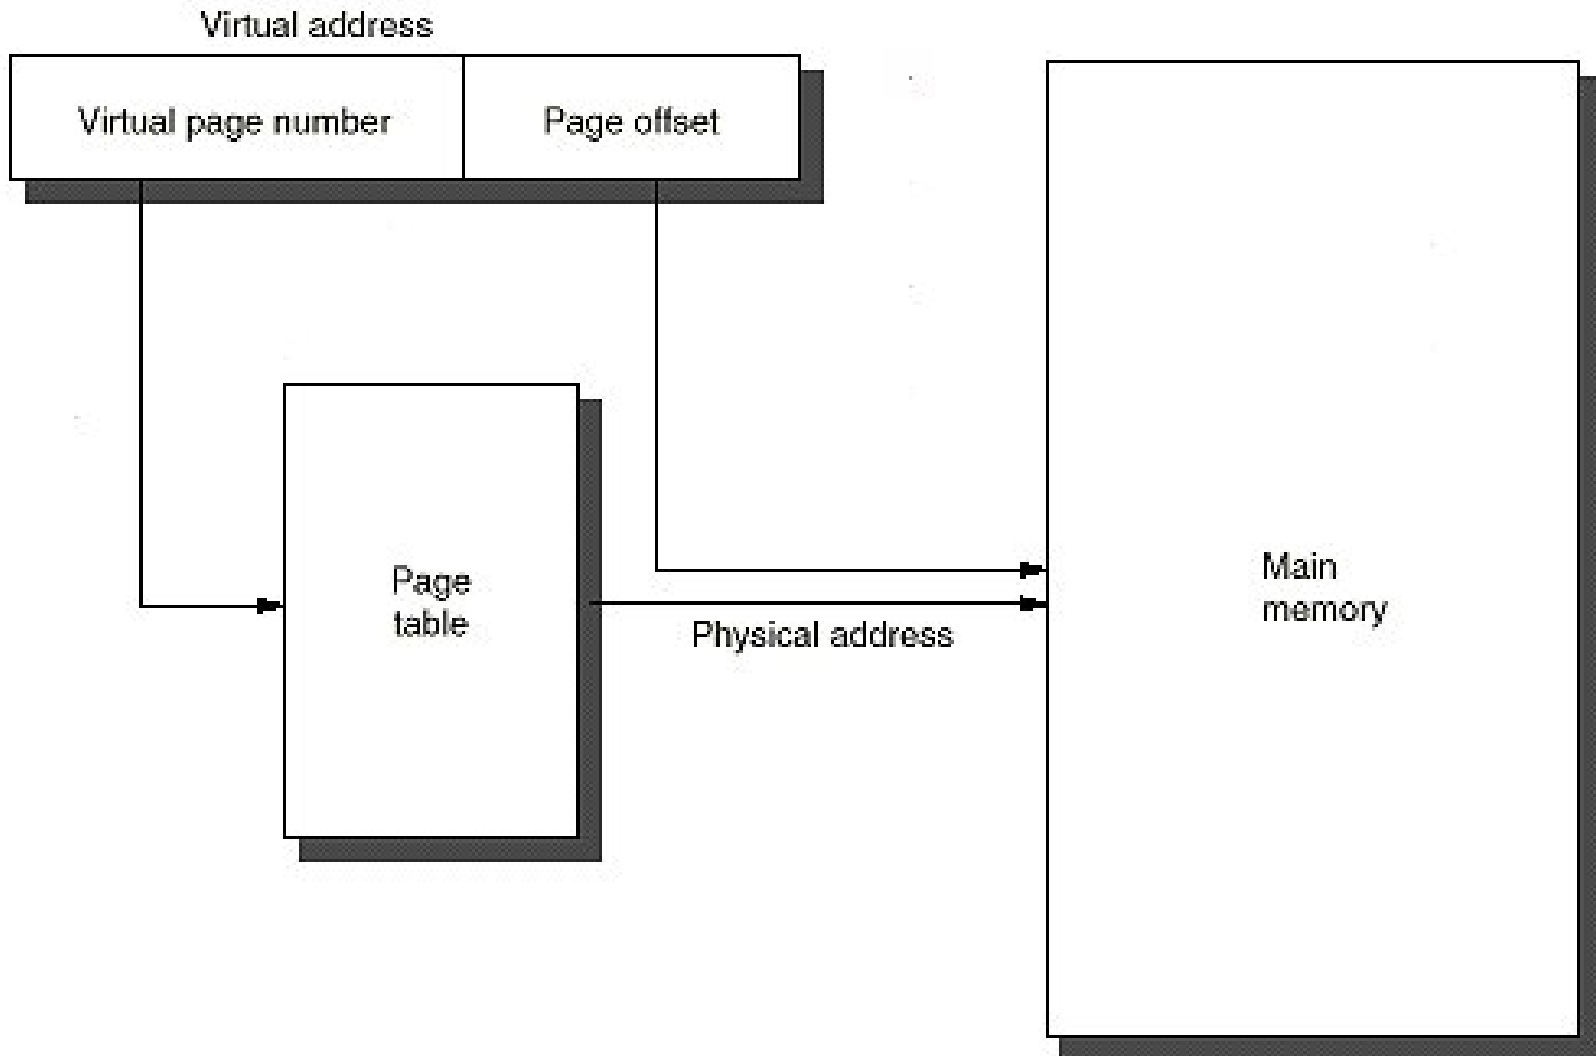 Virtual address
Virtual page number
Page offset
Page
table
Physical address
Main
memory